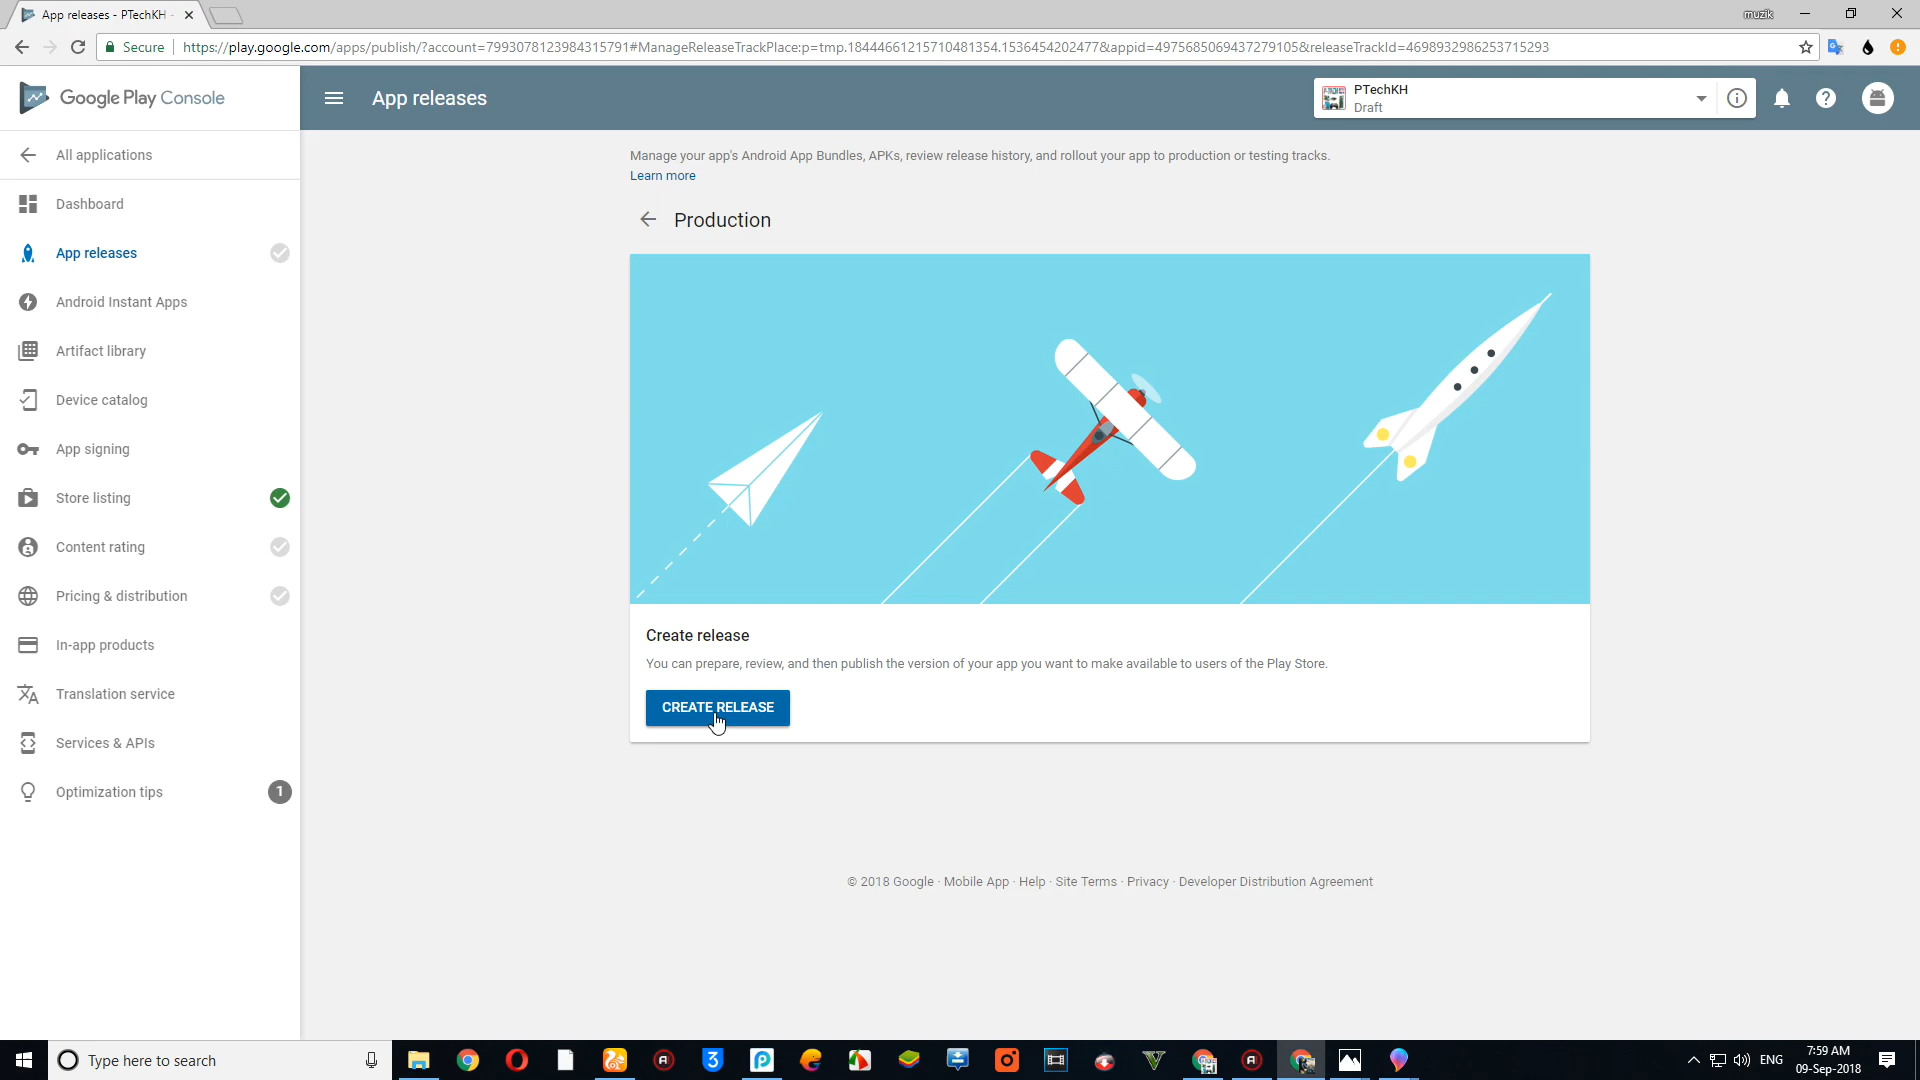 App releases - PTechKH -
muzik
Secure
https://play.google.com/apps/publish/?account=7993078123984315791#ManageReleaseTrackPlace:p=tmp.18444661215710481354.1536454202477&appid=4975685069437279105&releaseTrackId=4698932986253715293
Google Play Console
App releases
PTechKH
Draft
All applications
Manage your app's Android App Bundles, APKs, review release history, and rollout your app to production or testing tracks.
Learn more
Dashboard
Production
App releases
Android Instant Apps
Artifact library
Device catalog
App signing
Store listing
Content rating
Pricing & distribution
In-app products
Translation service
Services & APIs
Optimization tips
1
Create release
You can prepare, review, and then publish the version of your app you want to make available to users of the Play Store.
CREATE RELEASE
© 2018 Google · Mobile App · Help · Site Terms · Privacy · Developer Distribution Agreement
Type here to search
ENG
7:59 AM
09-Sep-2018